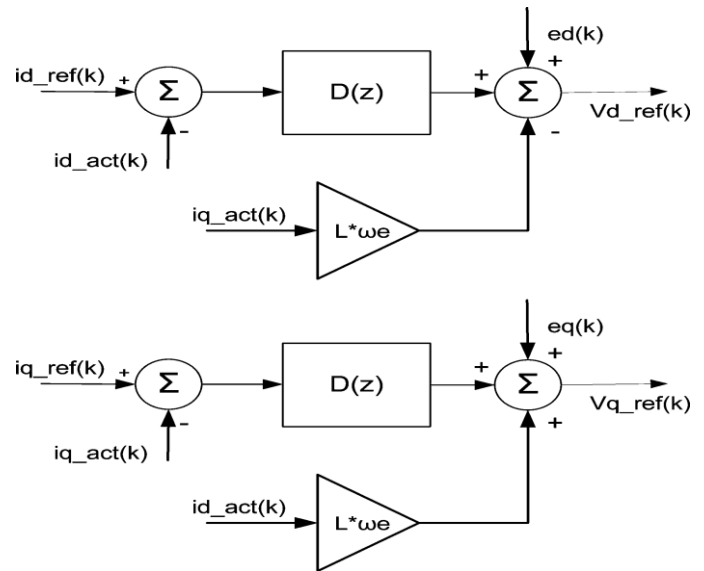 ed(k)
id_ref(k)
+
Σ
D(z)
+
+
Σ
Vd_ref(k)
-
-
id_act(k)
iq_act(k)
L*ωe
eq(k)
iq_ref(k)
+
Σ
D(z)
+
+
Σ
Vq_ref(k)
-
+
iq_act(k)
id_act(k)
L*ωe